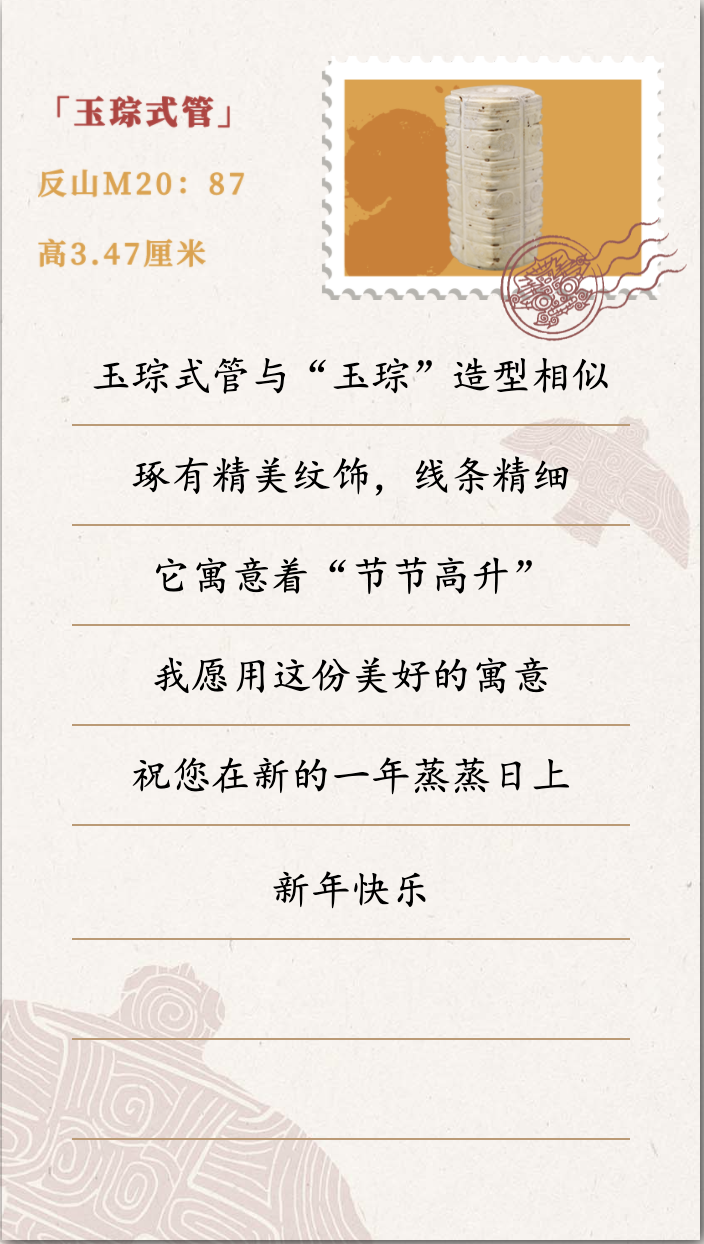 「玉琮式管」
反山M20：87
高3.47厘米
玉琮式管与“玉琮”造型相似
琢有精美纹饰，线条精细
它寓意着“节节高升”
我愿用这份美好的寓意
祝您在新的一年蒸蒸日上
新年快乐